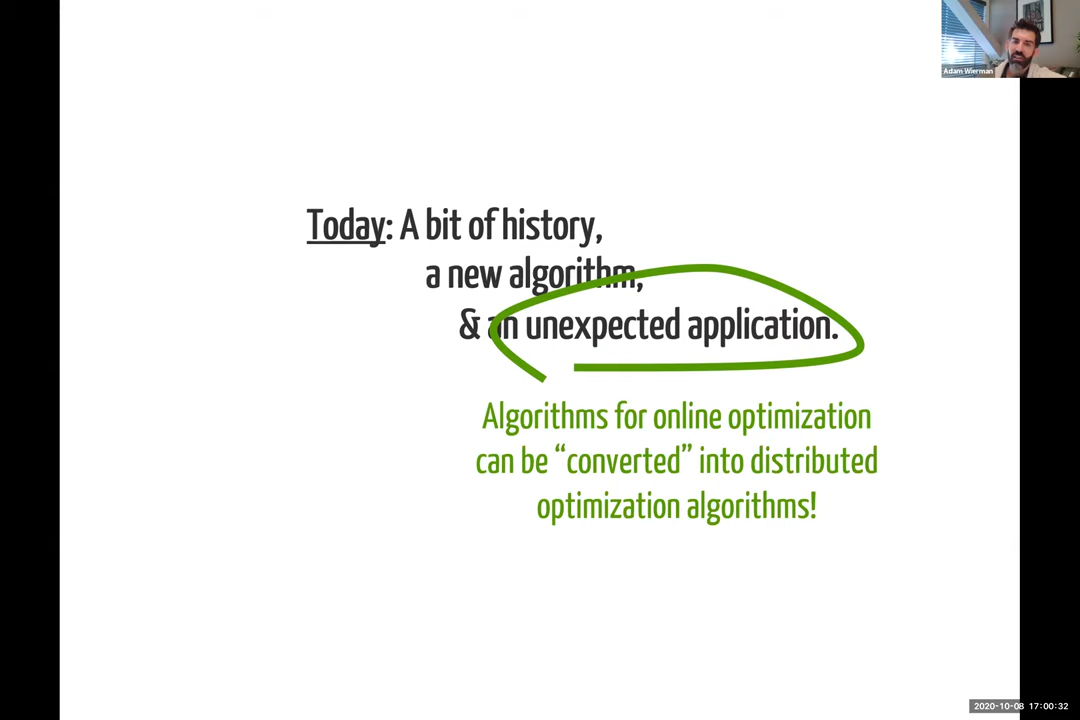 Adam Wierman
Today: A bit of history,
a new algorithm,
& an unexpected application.
Algorithms for online optimization
can be “converted” into distributed
optimization algorithms!
2020-10-08 17:00:32